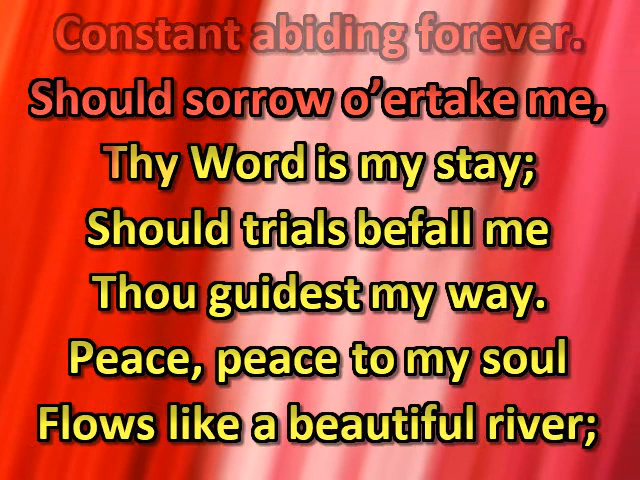 Constant abiding forever.
Should sorrow o’ertake me,
Thy Word is my stay;
Should trials befall me
Thou guidest my way.
Peace, peace to my soul
Flows like a beautiful river;